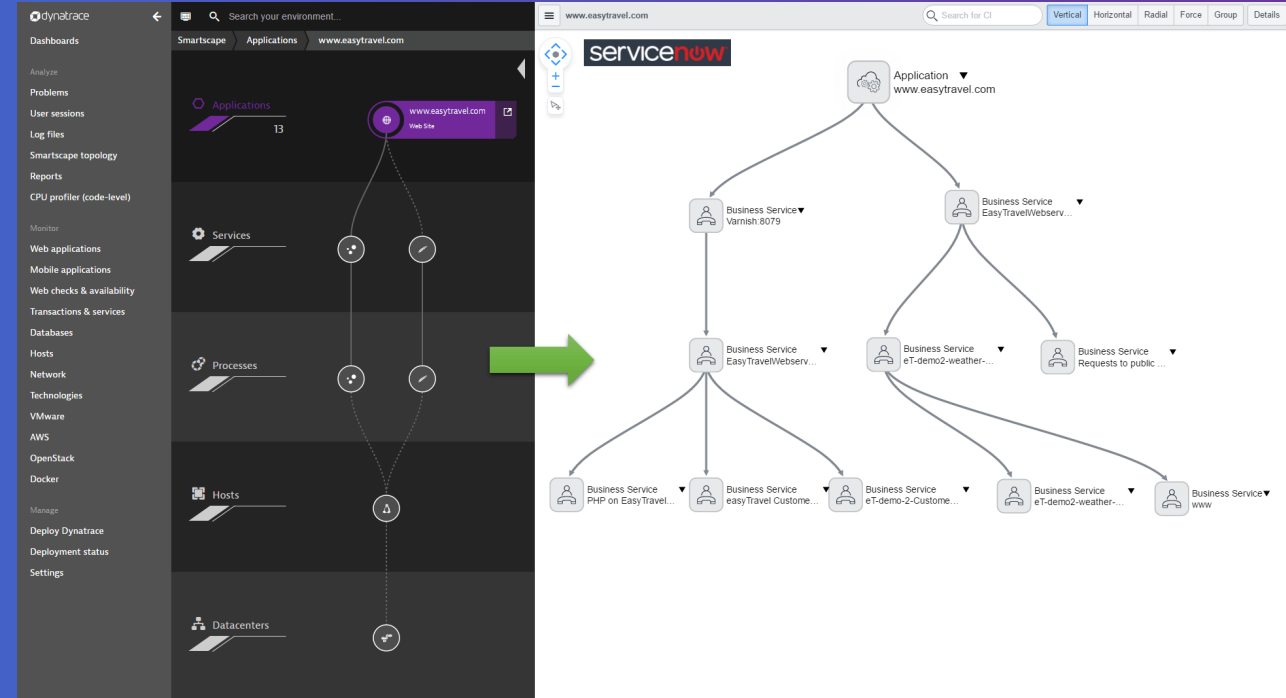 dynatrace
Dashboards
Analyze
Problems
User sessions
Log files
Smartscape topology
Reports
CPU profiler (code-level)
Monitor
Web applications
Mobile applications
Web checks & availability
Transactions & services
Databases
Hosts
Network
Technologies
VMware
AWS
OpenStack
Docker
Manage
Deploy Dynatrace
Deployment status
Settings
Search your environment...
Smartscape Applications www.easytravel.com
Applications
13
www.easytravel.com
Web Site
Services
Processes
Hosts
Datacenters
www.easytravel.com
Search for CI
Vertical Horizontal Radial Force Group Details
servicenow
Application
www.easytravel.com
Business Service
Varnish:8079
Business Service
EasyTravelWebserv...
Business Service
EasyTravelWebserv...
Business Service
eT-demo2-weather-...
Business Service
Requests to public ...
Business Service
PHP on EasyTravel...
Business Service
easyTravel Custome...
Business Service
eT-demo-2-Custome...
Business Service
eT-demo2-weather-...
Business Service
www